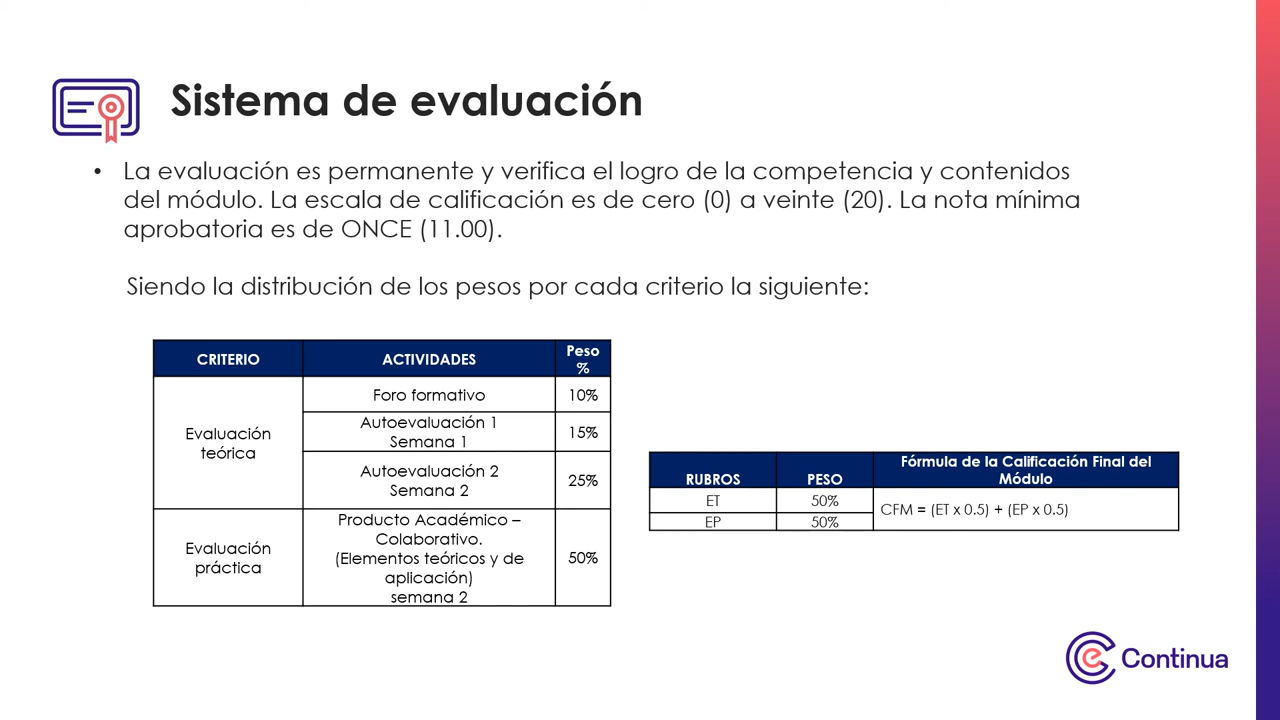 Sistema de evaluación
• La evaluación es permanente y verifica el logro de la competencia y contenidos
del módulo. La escala de calificación es de cero (0) a veinte (20). La nota mínima
aprobatoria es de ONCE (11.00).
Siendo la distribución de los pesos por cada criterio la siguiente:
CRITERIO ACTIVIDADES Peso
%
Evaluación
teórica
Foro formativo 10%
Autoevaluación 1
Semana 1
15%
Autoevaluación 2
Semana 2
25%
Evaluación
práctica
Producto Académico –
Colaborativo.
(Elementos teóricos y de
aplicación)
semana 2
50%
RUBROS PESO Fórmula de la Calificación Final del
Módulo
ET 50%
EP 50%
CFM = (ET x 0.5) + (EP x 0.5)
e Continua